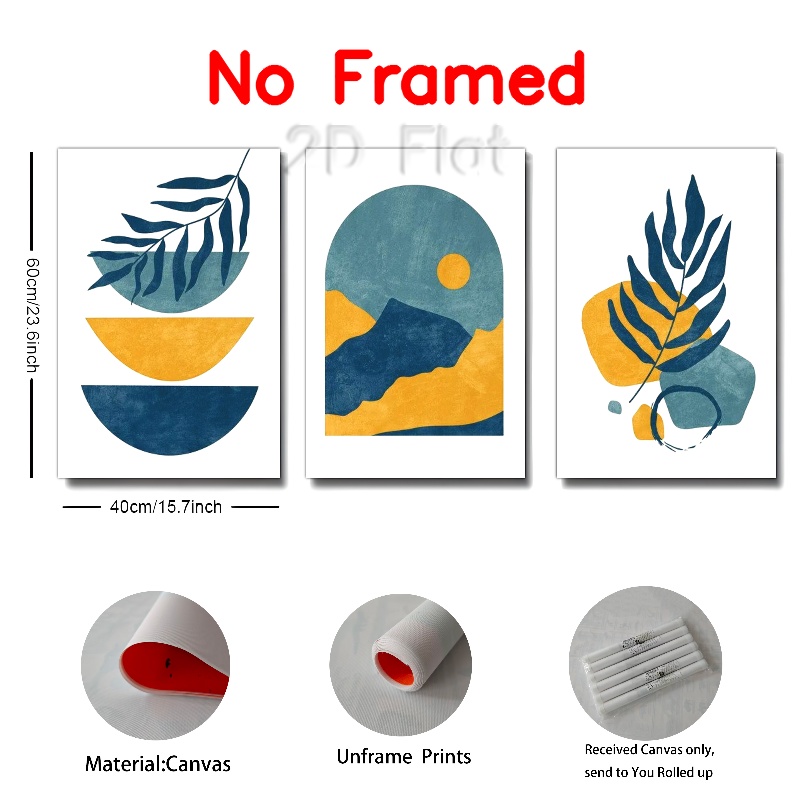 No Framed
2D Flat
60cm/23.6inch
40cm/15.7inch
Material:Canvas
Unframe Prints
Received Canvas only,
send to You Rolled up